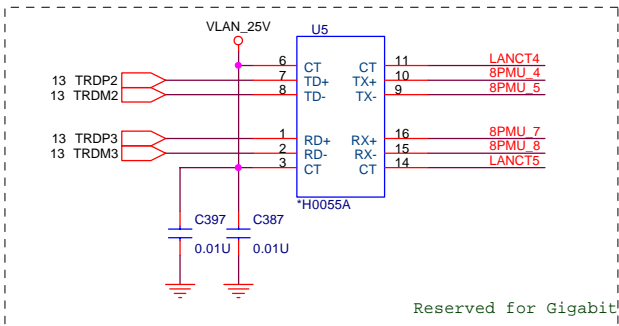 VLAN_25V
U5
6 CT CT 11 LANCT4
13 TRDP2 7 TD+ TX+ 10 8PMU_4
13 TRDM2 8 TD- TX- 9 8PMU_5
13 TRDP3 1 RD+ RX+ 16 8PMU_7
13 TRDM3 2 RD- RX- 15 8PMU_8
3 CT CT 14 LANCT5
*H0055A
C397 C387
0.01U 0.01U
Reserved for Gigabit